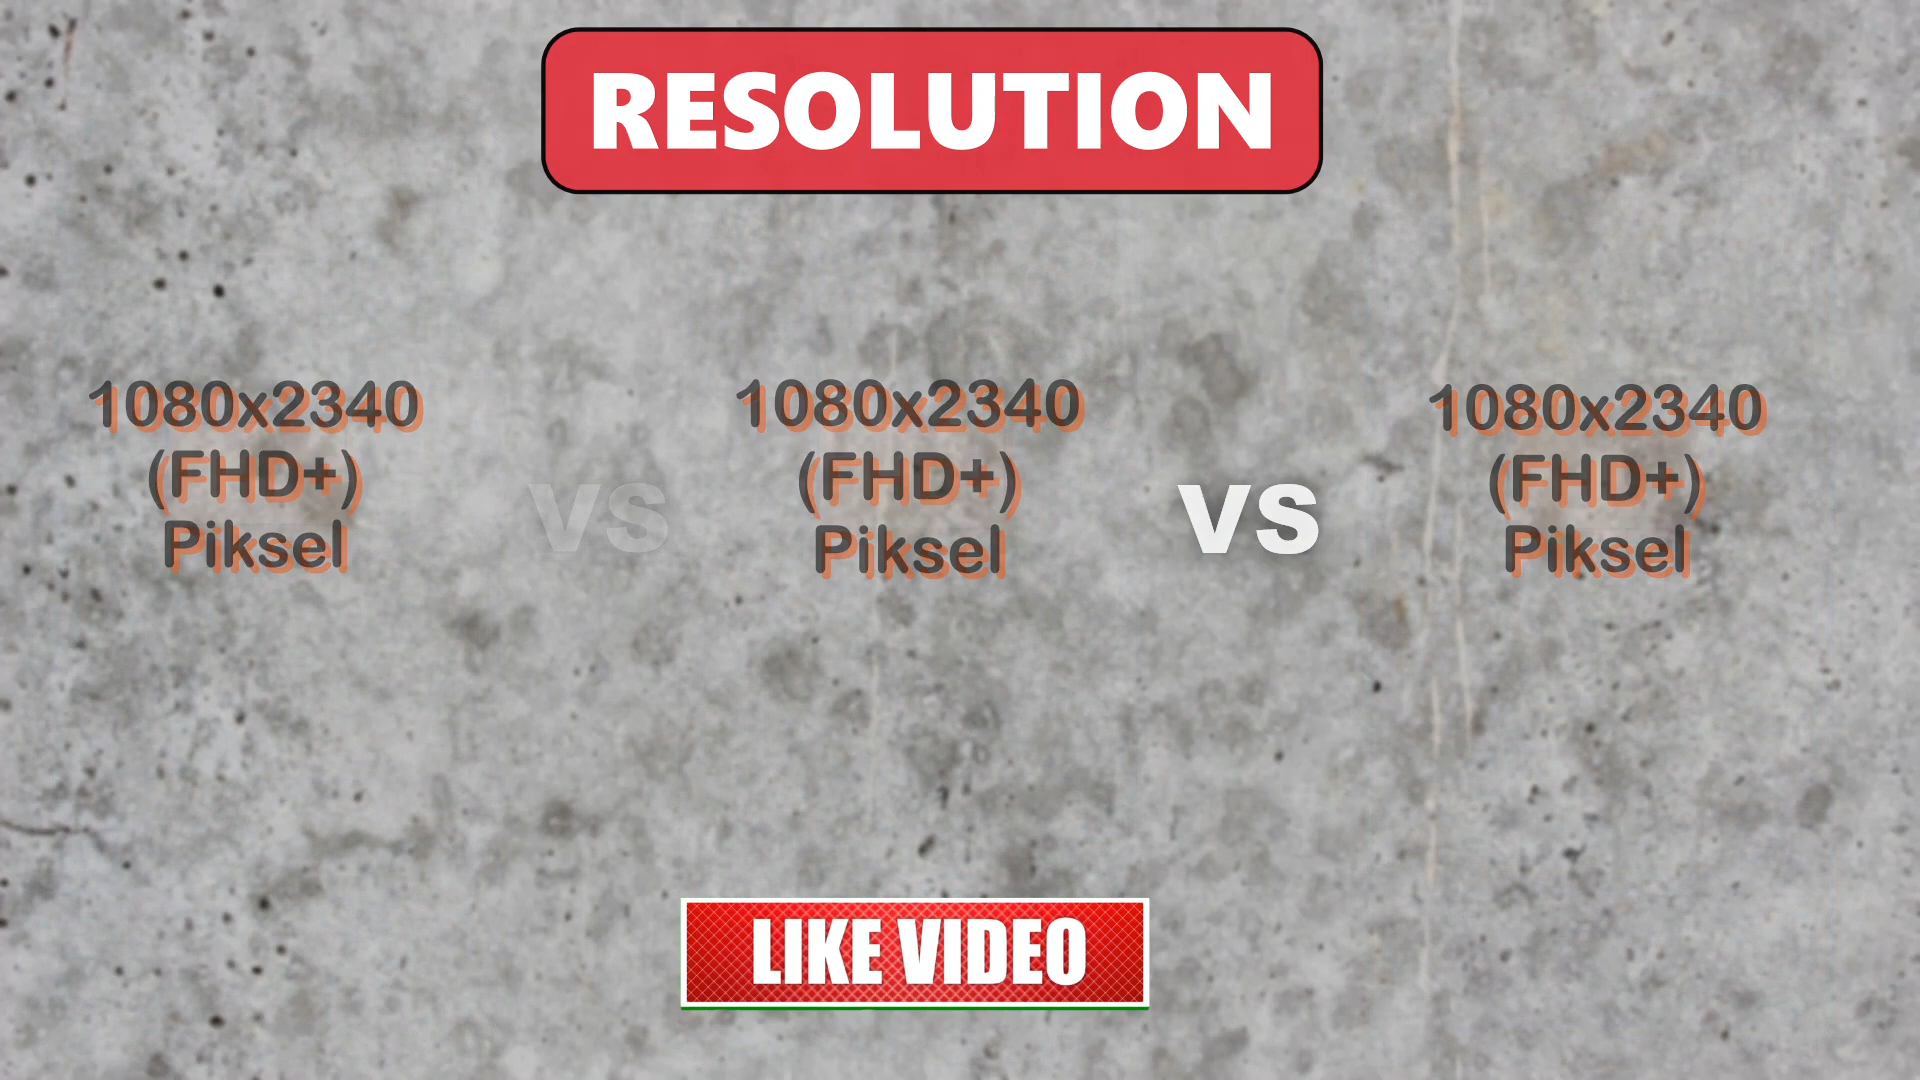 RESOLUTION
1080x2340
(FHD+)
Piksel
VS
1080x2340
(FHD+)
Piksel
VS
1080x2340
(FHD+)
Piksel
LIKE VIDEO